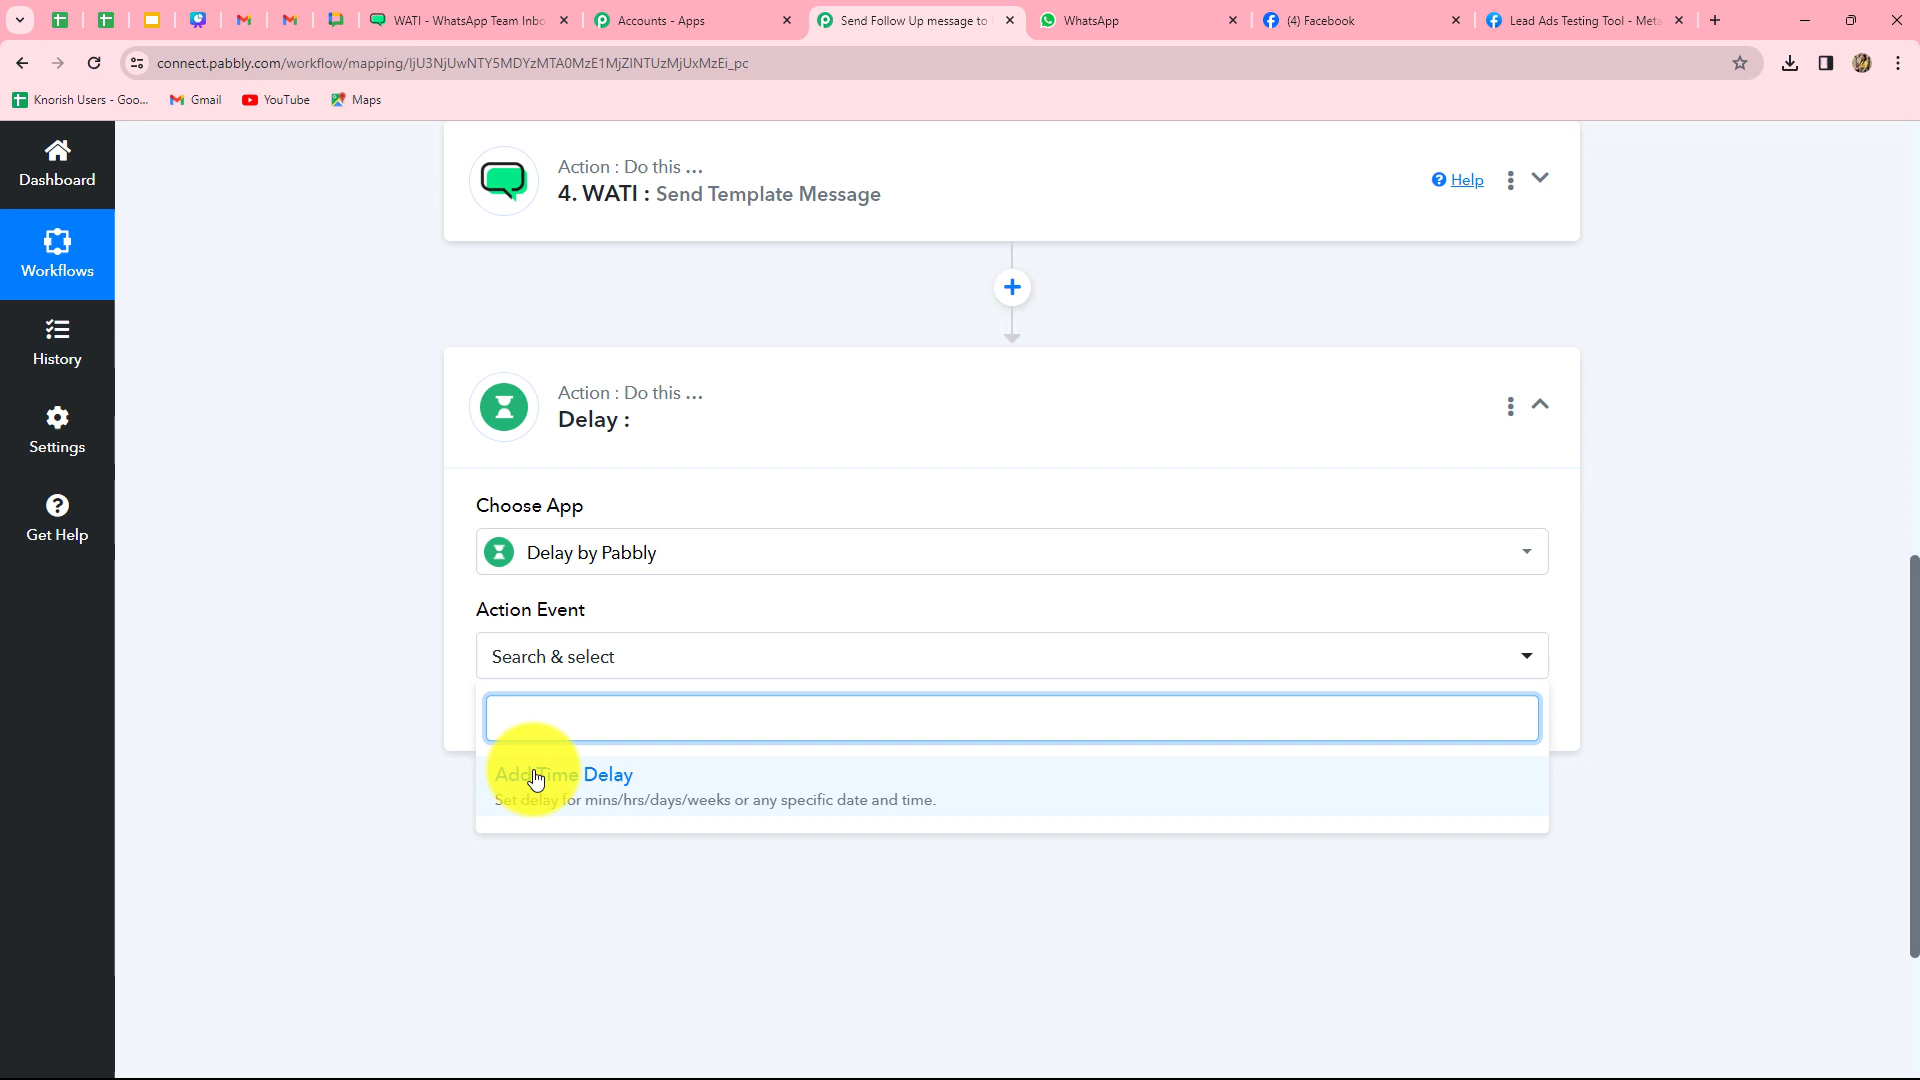 WATI - WhatsApp Team Inbo
Accounts - Apps
Send Follow Up message to
WhatsApp
(4) Facebook
Lead Ads Testing Tool - Meta
connect.pabbly.com/workflow/mapping/IjU3NjUwNTY5MDYzMTA0MzE1MjZlNTUzMjUxMzEi_pc
Knorish Users - Goo...
Gmail
YouTube
Maps
Dashboard
Workflows
History
Settings
Get Help
Action : Do this ...
4. WATI : Send Template Message
Help
Action : Do this ...
Delay :
Choose App
Delay by Pabbly
Action Event
Search & select
Add Time Delay
Set delay for mins/hrs/days/weeks or any specific date and time.